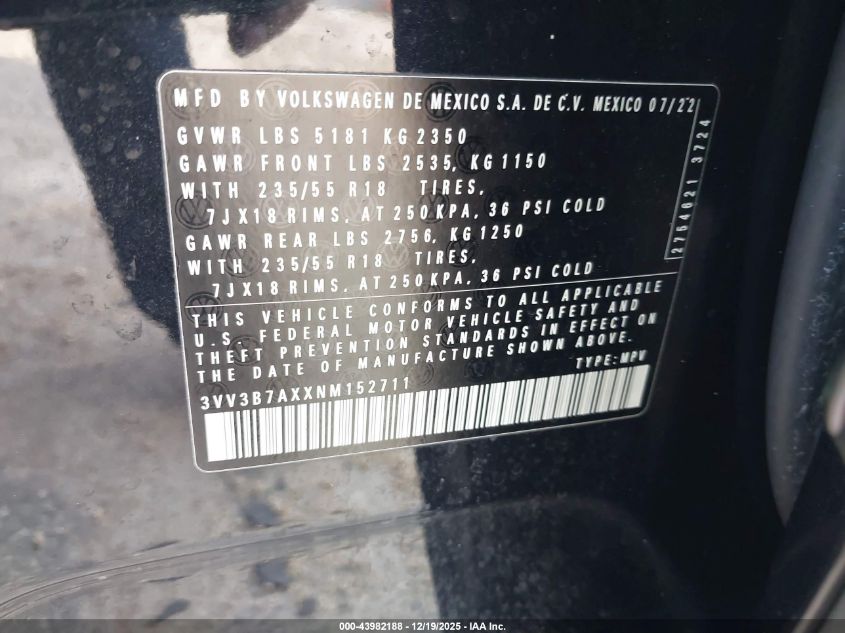 MFD BY VOLKSWAGEN DE MEXICO S.A. DE C.V. MEXICO 07/22
GVWR LBS 5181 KG 2350
GAWR FRONT LBS 2535, KG 1150
WITH 235/55 R18 TIRES,
7JX18 RIMS, AT 250 KPA, 36 PSI COLD
GAWR REAR LBS 2756, KG 1250
WITH 235/55 R18 TIRES,
7JX18 RIMS, AT 250 KPA, 36 PSI COLD
2754621 3724
THIS VEHICLE CONFORMS TO ALL APPLICABLE
U.S. FEDERAL MOTOR VEHICLE SAFETY AND
THEFT PREVENTION STANDARDS IN EFFECT ON
THE DATE OF MANUFACTURE SHOWN ABOVE.
TYPE: MPV
3VV3B7AXXNM152711
000-43982188 - 12/19/2025 - IAA Inc.